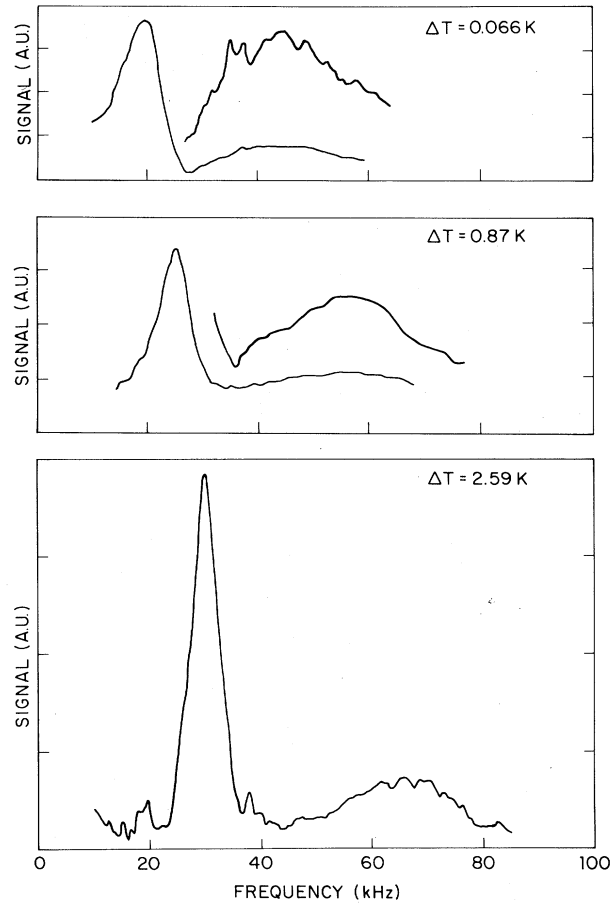 SIGNAL (A.U.)
ΔT = 0.066 K
SIGNAL (A.U.)
ΔT = 0.87 K
SIGNAL (A.U.)
ΔT = 2.59 K
0 20 40 60 80 100
FREQUENCY (kHz)